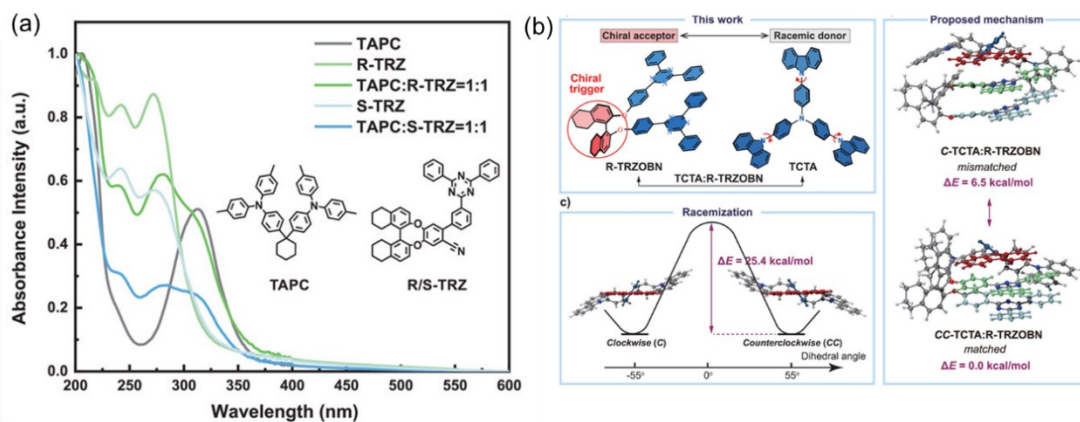 (a)
TAPC
R-TRZ
TAPC:R-TRZ=1:1
S-TRZ
TAPC:S-TRZ=1:1
Absorbance Intensity (a.u.)
1.0
0.8
0.6
0.4
0.2
0.0
TAPC
R/S-TRZ
200 250 300 350 400 450 500 550 600
Wavelength (nm)
(b)
This work
Chiral acceptor
Racemic donor
Chiral
trigger
R-TRZOBN
TCTA
TCTA:R-TRZOBN
c)
Racemization
ΔE = 25.4 kcal/mol
Clockwise (C)
Counterclockwise (CC)
Dihedral angle
-55° 0° 55°
Proposed mechanism
C-TCTA:R-TRZOBN
mismatched
ΔE = 6.5 kcal/mol
CC-TCTA:R-TRZOBN
matched
ΔE = 0.0 kcal/mol